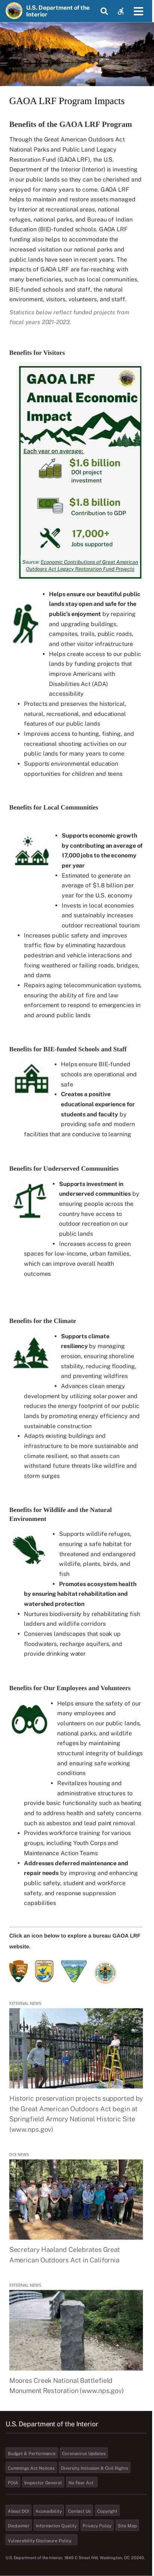 U.S. Department of the
Interior
GAOA LRF Program Impacts
Benefits of the GAOA LRF Program
Through the Great American Outdoors Act
National Parks and Public Land Legacy
Restoration Fund (GAOA LRF), the U.S.
Department of the Interior (Interior) is investing
in our public lands so they can be cherished and
enjoyed for many years to come. GAOA LRF
helps to maintain and restore assets managed
by Interior at recreational areas, national
refuges, national parks, and Bureau of Indian
Education (BIE)-funded schools. GAOA LRF
funding also helps to accommodate the
increased use of our national parks and
public lands have seen in recent years. The
impacts of GAOA LRF are far-reaching with
many beneficiaries, such as local communities,
BIE-funded schools and staff, the natural
environment, visitors, volunteers, and staff.
Statistics below reflect funded projects from
fiscal years 2021-2023.
Benefits for Visitors
GAOA LRF
Annual Economic
Impact
Each year on average:
$1.6 billion
DOI project
investment
$1.8 billion
Contribution to GDP
17,000+
Jobs supported
Source: Economic Contributions of Great American
Outdoors Act Legacy Restoration Fund Projects
• Helps ensure our beautiful public
lands stay open and safe for the
public's enjoyment by repairing
and upgrading buildings,
campsites, trails, public roads,
and other visitor infrastructure
• Helps create access to our public
lands by funding projects that
improve Americans with
Disabilities Act (ADA)
accessibility
• Protects and preserves the historical,
natural, recreational, and educational
features of our public lands
• Improves access to hunting, fishing, and
recreational shooting activities on our
public lands for many years to come
• Supports environmental education
opportunities for children and teens
Benefits for Local Communities
• Supports economic growth
by contributing an average of
17,000 jobs to the economy
per year
• Estimated to generate an
average of $1.8 billion per
year for the U.S. economy
• Invests in local economies
and sustainably increases
outdoor recreational tourism
• Increases public safety and improves
traffic flow by eliminating hazardous
obstructions and vehicle interactions and
fixing weathered or failing roads, bridges,
and dams
• Repairs aging telecommunication systems,
ensuring the ability of fire and law
enforcement to respond to emergencies in
and around public lands
Benefits for BIE-funded Schools and Staff
• Helps ensure BIE-funded
schools are operational and
safe
• Creates a positive
educational experience for
students and faculty by
providing safe and modern
facilities that are conducive to learning
Benefits for Underserved Communities
• Supports investment in
underserved communities by
ensuring people across the
country have access to
outdoor recreation on our
public lands
• Increases access to green
spaces for low-income, urban families,
which can improve overall health
outcomes
Benefits for the Climate
• Supports climate
resiliency by managing
erosion, ensuring shoreline
stability, reducing flooding,
and preventing wildfires
• Advances clean energy
development by utilizing solar power and
reduces the energy footprint of our public
lands by promoting energy efficiency and
sustainable construction
• Adapts existing buildings and
infrastructure to be more sustainable and
climate resilient, so that assets can
withstand future threats like wildfire and
storm surges
Benefits for Wildlife and the Natural
Environment
• Supports wildlife refuges,
ensuring a safe habitat for
threatened and endangered
wildlife, plants, birds, and
fish
• Promotes ecosystem health
by ensuring habitat rehabilitation and
watershed protection
• Nurtures biodiversity by rehabilitating fish
ladders and wildlife corridors
• Conserves landscapes that soak up
floodwaters, recharge aquifers, and
provide drinking water
Benefits for Our Employees and Volunteers
• Helps ensure the safety of our
many employees and
volunteers on our public lands,
national parks, and wildlife
refuges by maintaining
structural integrity of buildings
and ensuring safe working
conditions
• Revitalizes housing and
administrative structures to
provide basic functionality such as heating
and to address health and safety concerns
such as asbestos and lead paint removal
• Provides workforce training for various
groups, including Youth Corps and
Maintenance Action Teams
• Addresses deferred maintenance and
repair needs by improving and enhancing
public safety, student and workforce
safety, and response suppression
capabilities
Click an icon below to explore a bureau GAOA LRF
website.
EXTERNAL NEWS
Historic preservation projects supported by
the Great American Outdoors Act begin at
Springfield Armory National Historic Site
(www.nps.gov)
DOI NEWS
Secretary Haaland Celebrates Great
American Outdoors Act in California
EXTERNAL NEWS
Moores Creek National Battlefield
Monument Restoration (www.nps.gov)
U.S. Department of the Interior
Budget & Performance Coronavirus Updates
Cummings Act Notices Diversity, Inclusion & Civil Rights
FOIA Inspector General No Fear Act
About DOI Accessibility Contact Us Copyright
Disclaimer Information Quality Privacy Policy Site Map
Vulnerability Disclosure Policy
U.S. Department of the Interior, 1849 C Street NW, Washington, DC 20240.